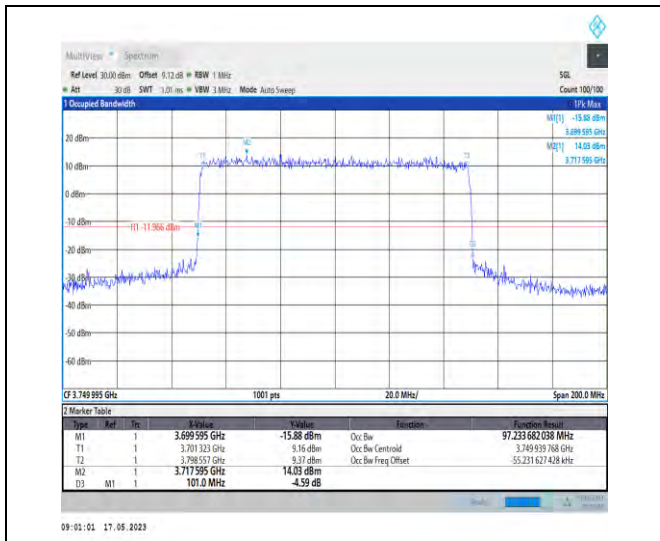 MultiView Spectrum
Ref Level 30.00 dBm Offset 9.12 dB RBW 1 MHz SGL
Att 30 dB SWT 1.01 ms VBW 3 MHz Mode Auto Sweep Count 100/100
1 Occupied Bandwidth 1Pk Max
M1[1] -15.88 dBm
3.699 595 GHz
M2[1] 14.03 dBm
3.717 595 GHz
20 dBm
M2
T1
T2
10 dBm
0 dBm
-10 dBm
H1 -11.966 dBm
M1
-20 dBm
D3
-30 dBm
-40 dBm
-50 dBm
-60 dBm
CF 3.749 995 GHz 1001 pts 20.0 MHz/ Span 200.0 MHz
2 Marker Table
Type Ref Trc X-Value Y-Value Function Function Result
M1 1 3.699 595 GHz -15.88 dBm Occ Bw 97.233 682 038 MHz
T1 1 3.701 323 GHz 9.16 dBm Occ Bw Centroid 3.749 939 768 GHz
T2 1 3.798 557 GHz 9.37 dBm Occ Bw Freq Offset -55.231 627 428 kHz
M2 1 3.717 595 GHz 14.03 dBm
D3 M1 1 101.0 MHz -4.59 dB
09:01:01 17.05.2023